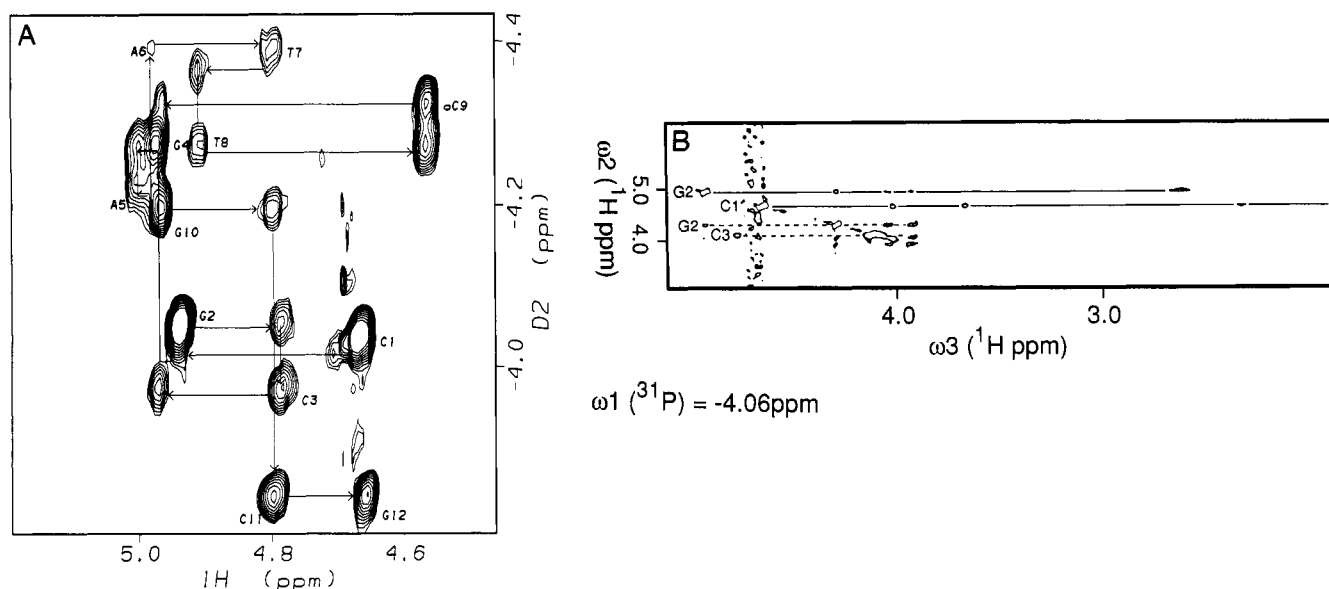 A
A6
T7
-4.4
C9
G4
T8
A5
G10
-4.2
G2
C1
C3
-4.0
C11
G12
D2 (ppm)
5.0
4.8
4.6
1H (ppm)
B
G2
C1'
G2
C3
5.0
4.0
ω2 (¹H ppm)
4.0
3.0
ω3 (¹H ppm)
ω1 (³¹P) = -4.06ppm